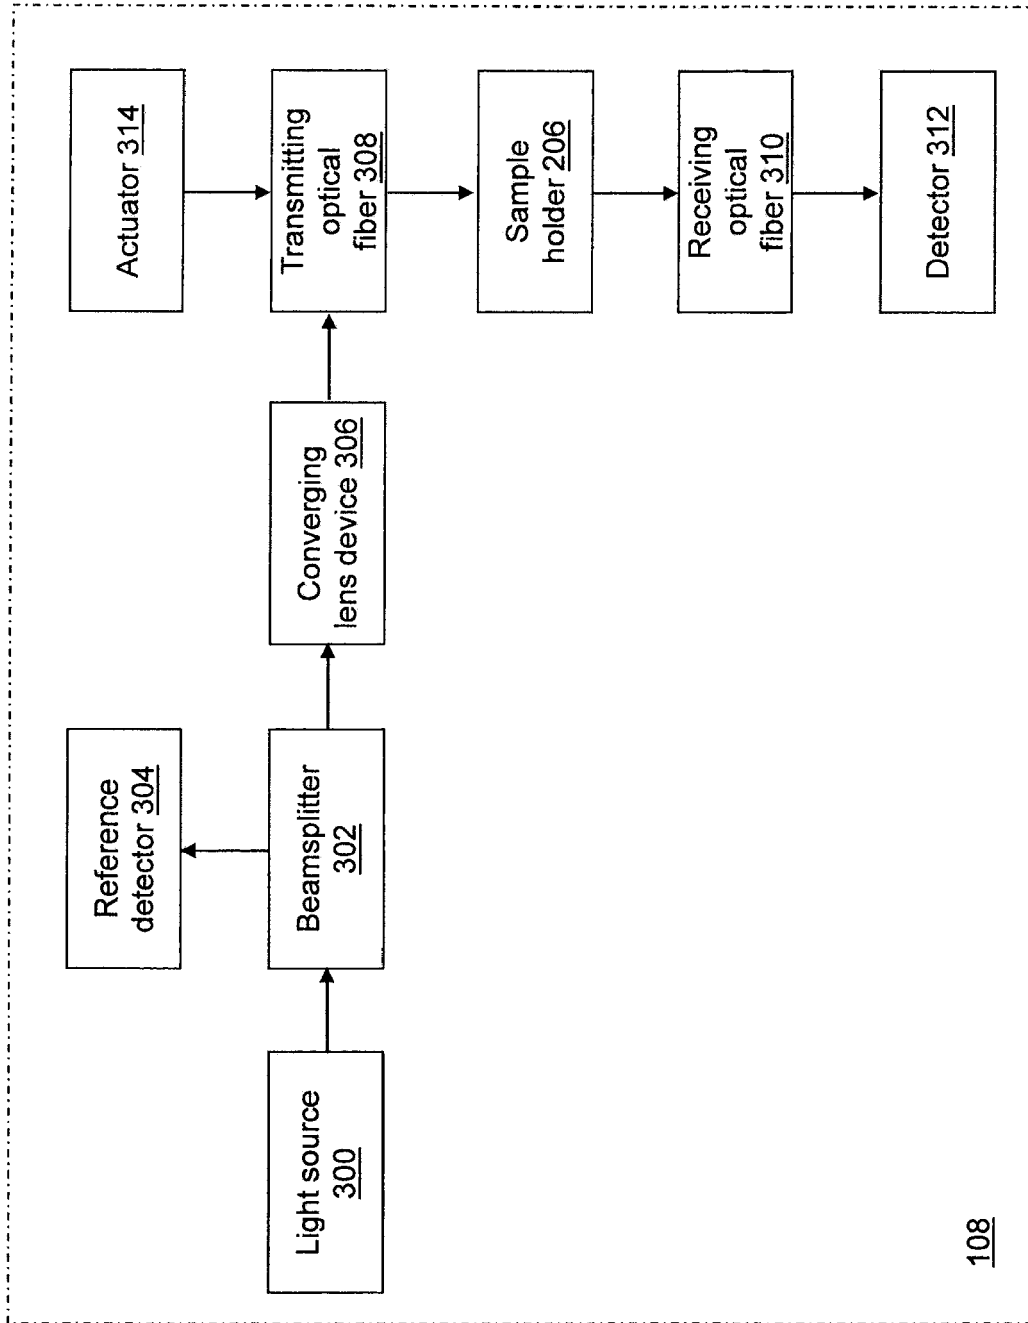 Light source
300
Beamsplitter
302
Reference
detector 304
Converging
lens device 306
Actuator 314
Transmitting
optical
fiber 308
Sample
holder 206
Receiving
optical
fiber 310
Detector 312
108